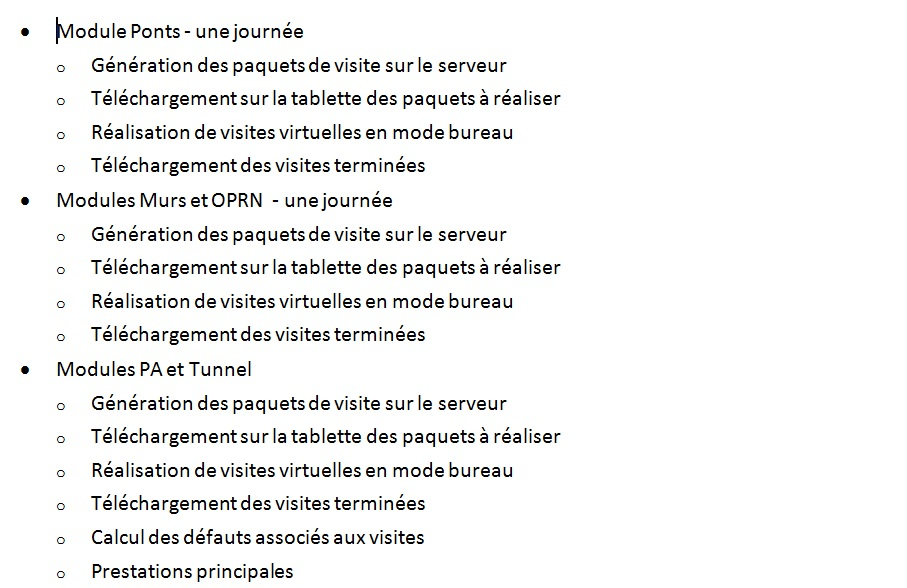 • Module Ponts - une journée
o Génération des paquets de visite sur le serveur
o Téléchargement sur la tablette des paquets à réaliser
o Réalisation de visites virtuelles en mode bureau
o Téléchargement des visites terminées
• Modules Murs et OPRN - une journée
o Génération des paquets de visite sur le serveur
o Téléchargement sur la tablette des paquets à réaliser
o Réalisation de visites virtuelles en mode bureau
o Téléchargement des visites terminées
• Modules PA et Tunnel
o Génération des paquets de visite sur le serveur
o Téléchargement sur la tablette des paquets à réaliser
o Réalisation de visites virtuelles en mode bureau
o Téléchargement des visites terminées
o Calcul des défauts associés aux visites
o Prestations principales